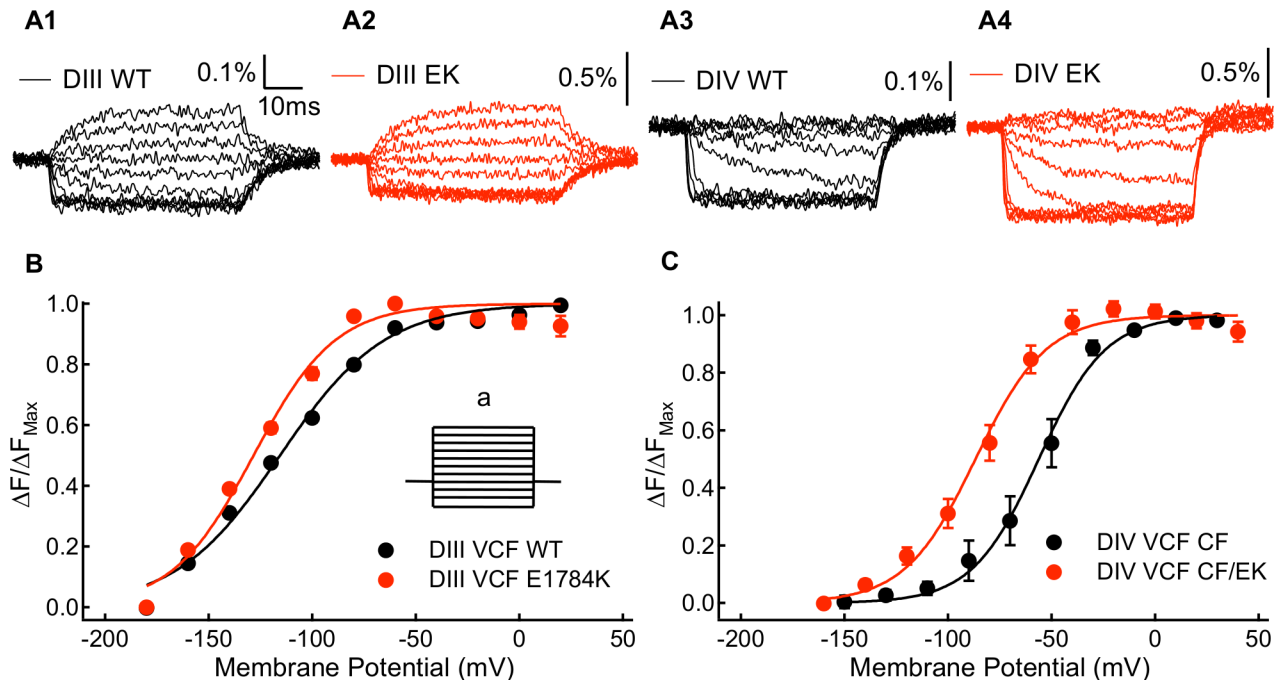 A1
A2
A3
A4
DIII WT
0.1%
10ms
DIII EK
0.5%
DIV WT
0.1%
DIV EK
0.5%
B
1.0
0.8
0.6
0.4
0.2
0.0
ΔF/ΔFMax
a
DIII VCF WT
DIII VCF E1784K
-200 -150 -100 -50 0 50
Membrane Potential (mV)
C
1.0
0.8
0.6
0.4
0.2
0.0
ΔF/ΔFMax
DIV VCF CF
DIV VCF CF/EK
-200 -150 -100 -50 0 50
Membrane Potential (mV)